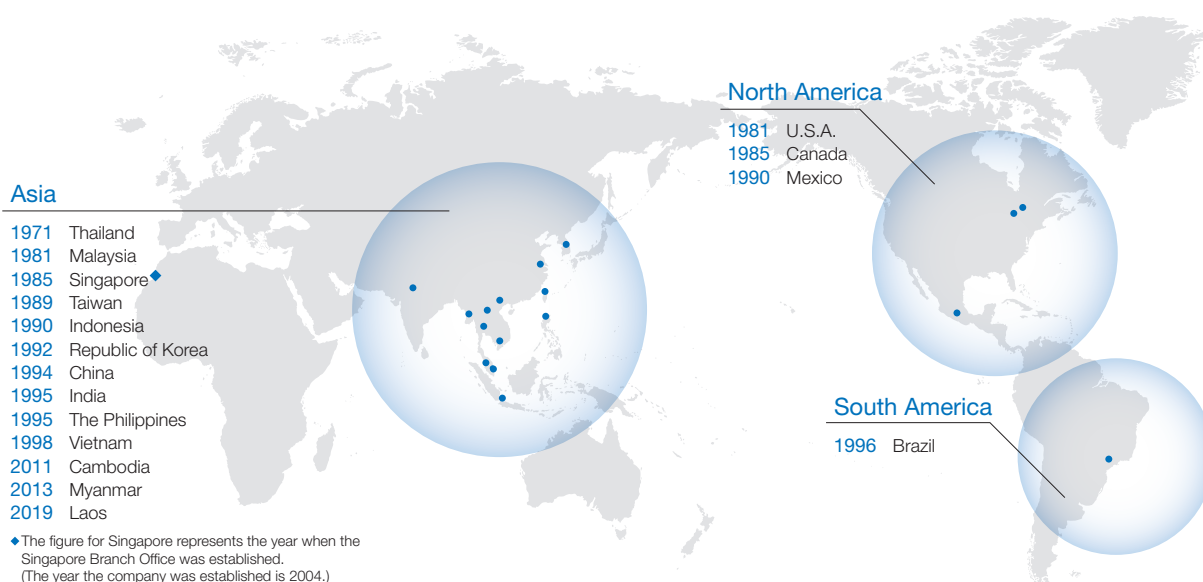 Asia
1971 Thailand
1981 Malaysia
1985 Singapore◆
1989 Taiwan
1990 Indonesia
1992 Republic of Korea
1994 China
1995 India
1995 The Philippines
1998 Vietnam
2011 Cambodia
2013 Myanmar
2019 Laos
◆The figure for Singapore represents the year when the
Singapore Branch Office was established.
(The year the company was established is 2004.)
North America
1981 U.S.A.
1985 Canada
1990 Mexico
South America
1996 Brazil